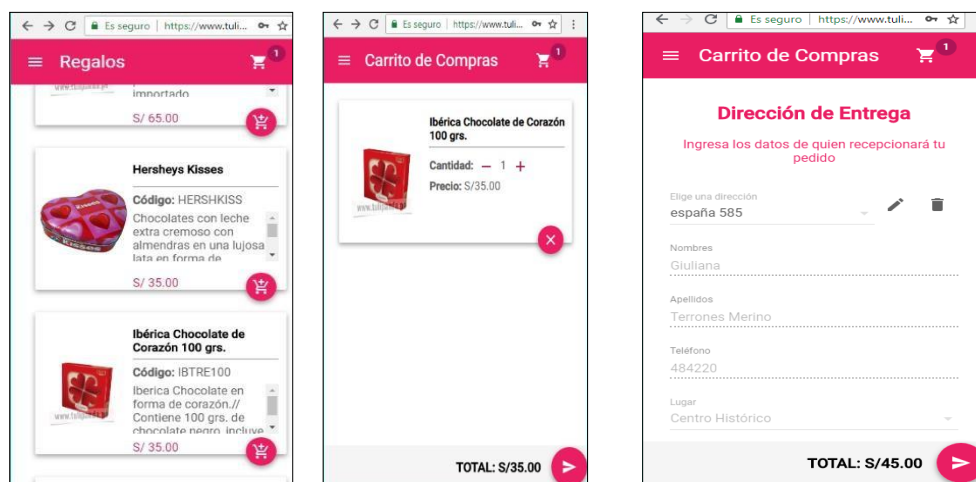 Es seguro | https://www.tuli...
Regalos
1
importado
S/ 65.00
Hersheys Kisses
Código: HERSHKISS
Chocolates con leche
extra cremoso con
almendras en una lujosa
lata en forma de
S/ 35.00
Ibérica Chocolate de
Corazón 100 grs.
Código: IBTRE100
Iberica Chocolate en
forma de corazón.//
Contiene 100 grs. de
chocolate negro, incluye
S/ 35.00
Es seguro | https://www.tuli...
Carrito de Compras
1
Ibérica Chocolate de Corazón
100 grs.
Cantidad: − 1 +
Precio: S/35.00
TOTAL: S/35.00
Es seguro | https://www.tuli...
Carrito de Compras
1
Dirección de Entrega
Ingresa los datos de quien recepcionará tu
pedido
Elige una dirección
españa 585
Nombres
Giuliana
Apellidos
Terrones Merino
Teléfono
484220
Lugar
Centro Histórico
TOTAL: S/45.00